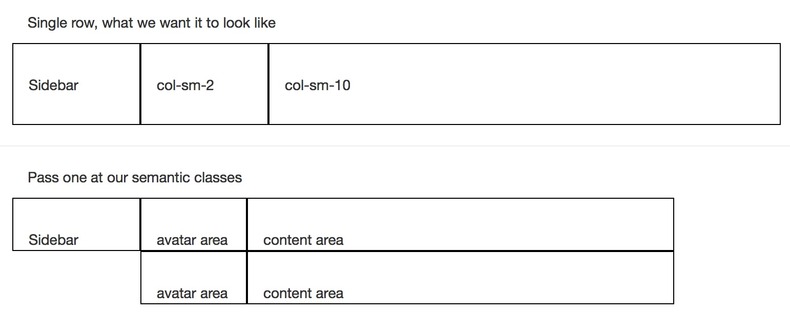 Single row, what we want it to look like
Sidebar col-sm-2 col-sm-10
Pass one at our semantic classes
Sidebar avatar area content area
avatar area content area